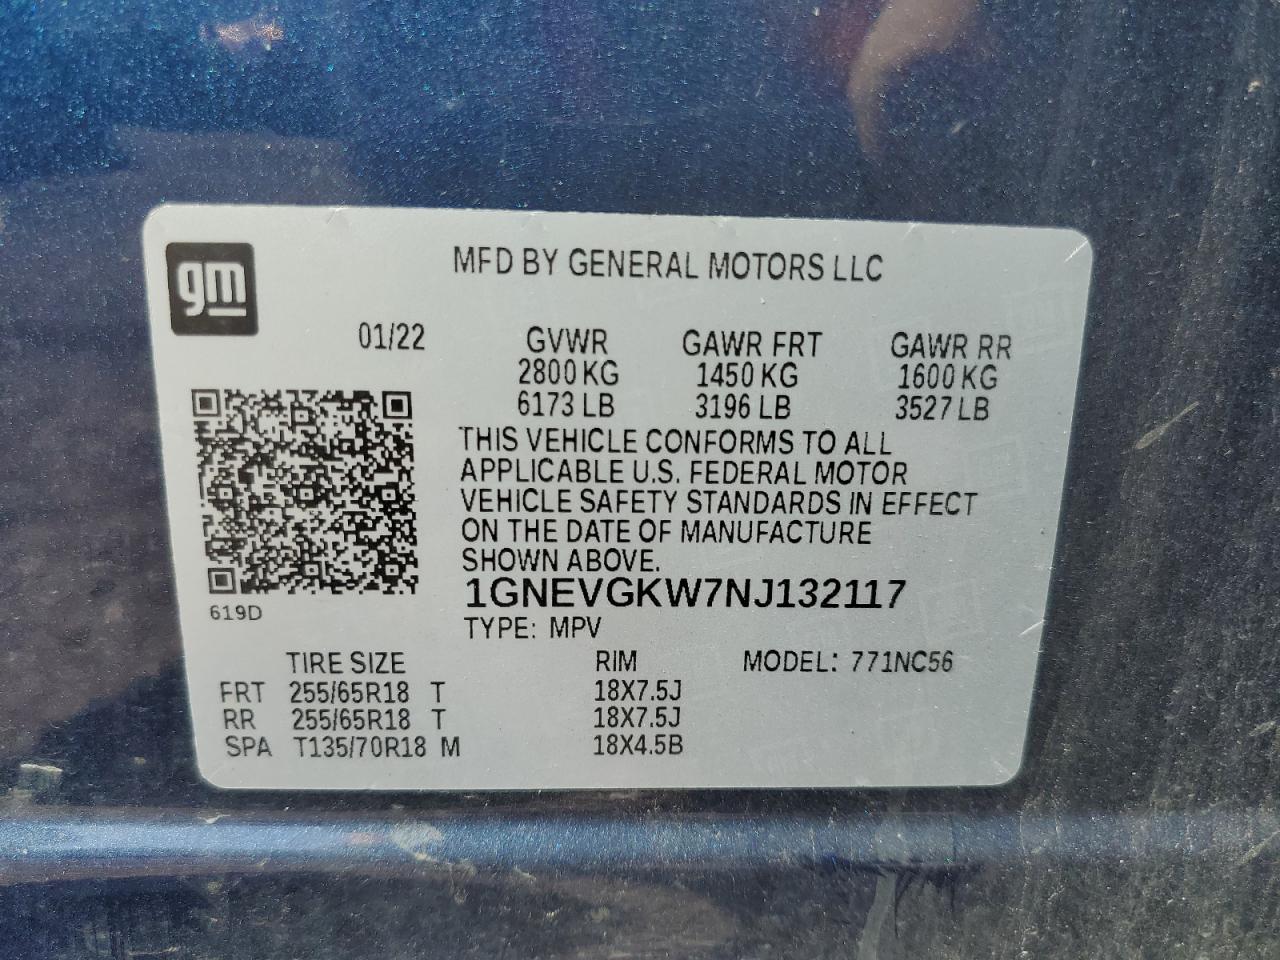 gm
MFD BY GENERAL MOTORS LLC
01/22
GVWR GAWR FRT GAWR RR
2800 KG 1450 KG 1600 KG
6173 LB 3196 LB 3527 LB
THIS VEHICLE CONFORMS TO ALL
APPLICABLE U.S. FEDERAL MOTOR
VEHICLE SAFETY STANDARDS IN EFFECT
ON THE DATE OF MANUFACTURE
SHOWN ABOVE.
1GNEVGKW7NJ132117
619D
TYPE: MPV
TIRE SIZE RIM MODEL: 771NC56
FRT 255/65R18 T 18X7.5J
RR 255/65R18 T 18X7.5J
SPA T135/70R18 M 18X4.5B